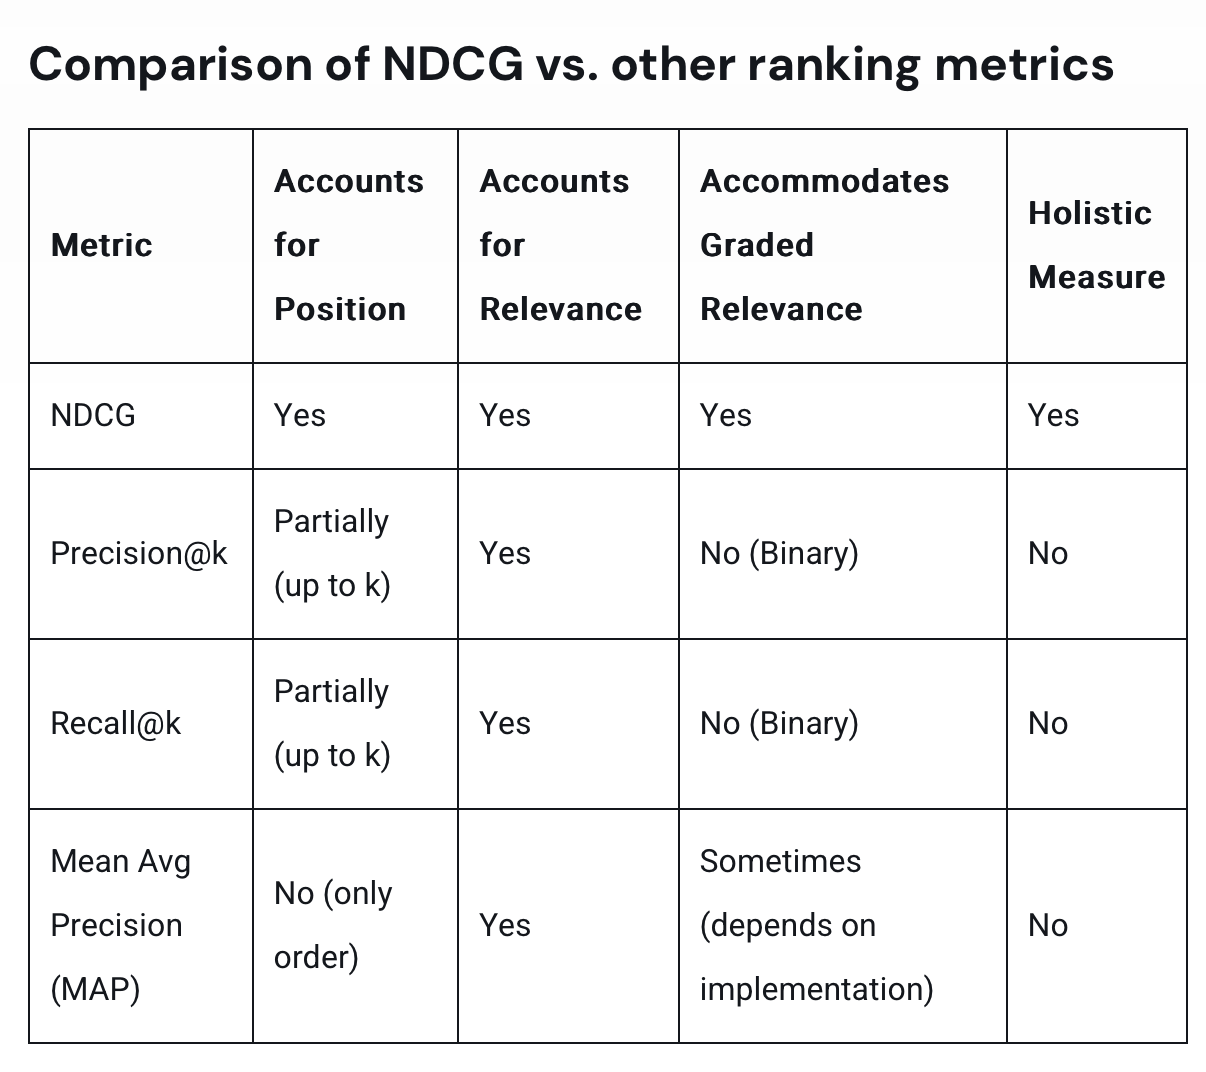 Comparison of NDCG vs. other ranking metrics
Metric
Accounts
for
Position
Accounts
for
Relevance
Accommodates
Graded
Relevance
Holistic
Measure
NDCG
Yes
Yes
Yes
Yes
Precision@k
Partially
(up to k)
Yes
No (Binary)
No
Recall@k
Partially
(up to k)
Yes
No (Binary)
No
Mean Avg
Precision
(MAP)
No (only
order)
Yes
Sometimes
(depends on
implementation)
No